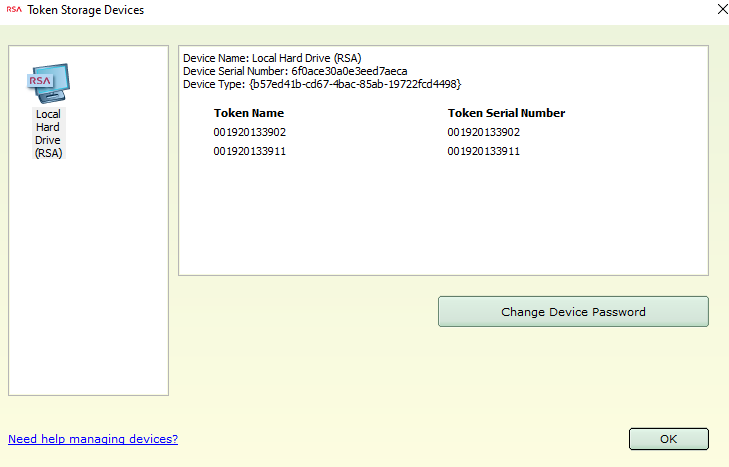 RSA Token Storage Devices
RSA
Local
Hard
Drive
(RSA)
Device Name: Local Hard Drive (RSA)
Device Serial Number: 6f0ace30a0e3eed7aeca
Device Type: {b57ed41b-cd67-4bac-85ab-19722fcd4498}
Token Name Token Serial Number
001920133902 001920133902
001920133911 001920133911
Change Device Password
Need help managing devices?
OK